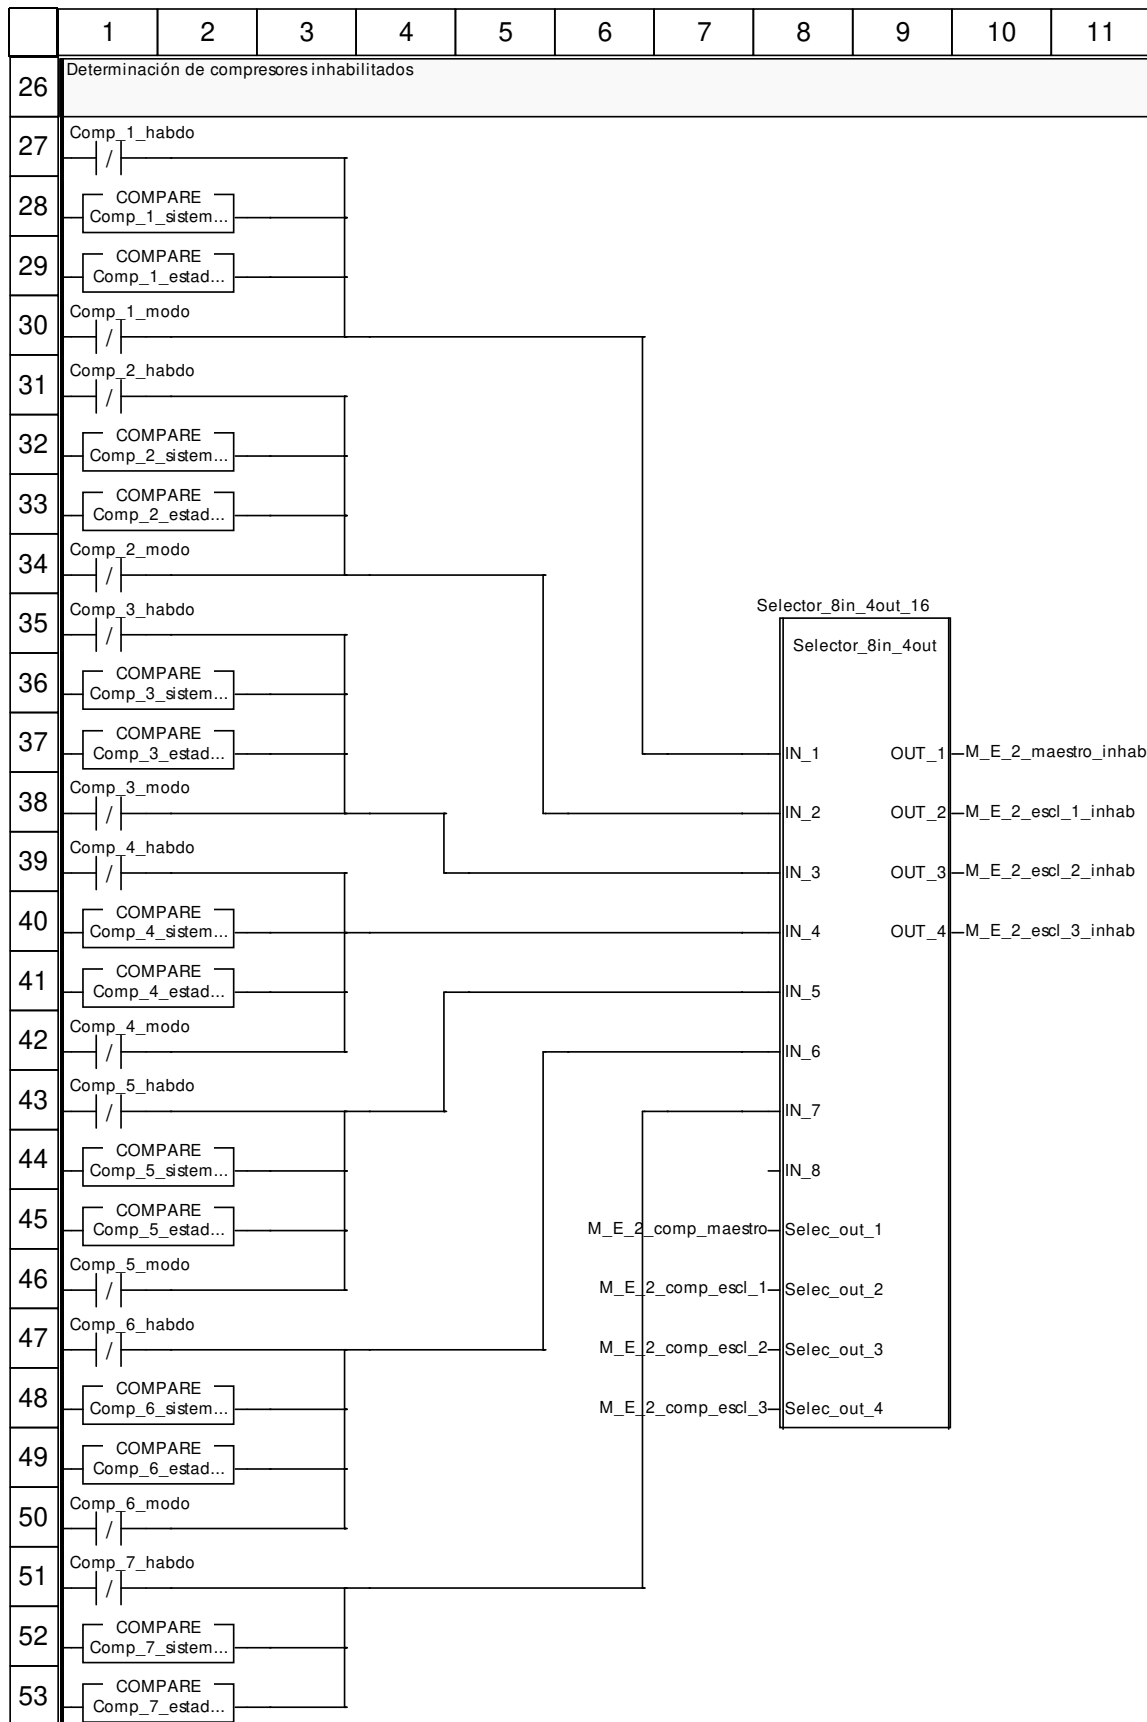 1 2 3 4 5 6 7 8 9 10 11
26 Determinación de compresores inhabilitados
27 Comp_1_habdo
/
28 COMPARE
Comp_1_sistem...
29 COMPARE
Comp_1_estad...
30 Comp_1_modo
/
31 Comp_2_habdo
/
32 COMPARE
Comp_2_sistem...
33 COMPARE
Comp_2_estad...
34 Comp_2_modo
/
35 Comp_3_habdo
/
Selector_8in_4out_16
Selector_8in_4out
36 COMPARE
Comp_3_sistem...
37 COMPARE
Comp_3_estad...
IN_1 OUT_1 M_E_2_maestro_inhab
38 Comp_3_modo
/
IN_2 OUT_2 M_E_2_escl_1_inhab
39 Comp_4_habdo
/
IN_3 OUT_3 M_E_2_escl_2_inhab
40 COMPARE
Comp_4_sistem...
IN_4 OUT_4 M_E_2_escl_3_inhab
41 COMPARE
Comp_4_estad...
IN_5
42 Comp_4_modo
/
IN_6
43 Comp_5_habdo
/
IN_7
44 COMPARE
Comp_5_sistem...
IN_8
45 COMPARE
Comp_5_estad...
M_E_2_comp_maestro Selec_out_1
46 Comp_5_modo
/
M_E_2_comp_escl_1 Selec_out_2
47 Comp_6_habdo
/
M_E_2_comp_escl_2 Selec_out_3
48 COMPARE
Comp_6_sistem...
M_E_2_comp_escl_3 Selec_out_4
49 COMPARE
Comp_6_estad...
50 Comp_6_modo
/
51 Comp_7_habdo
/
52 COMPARE
Comp_7_sistem...
53 COMPARE
Comp_7_estad...